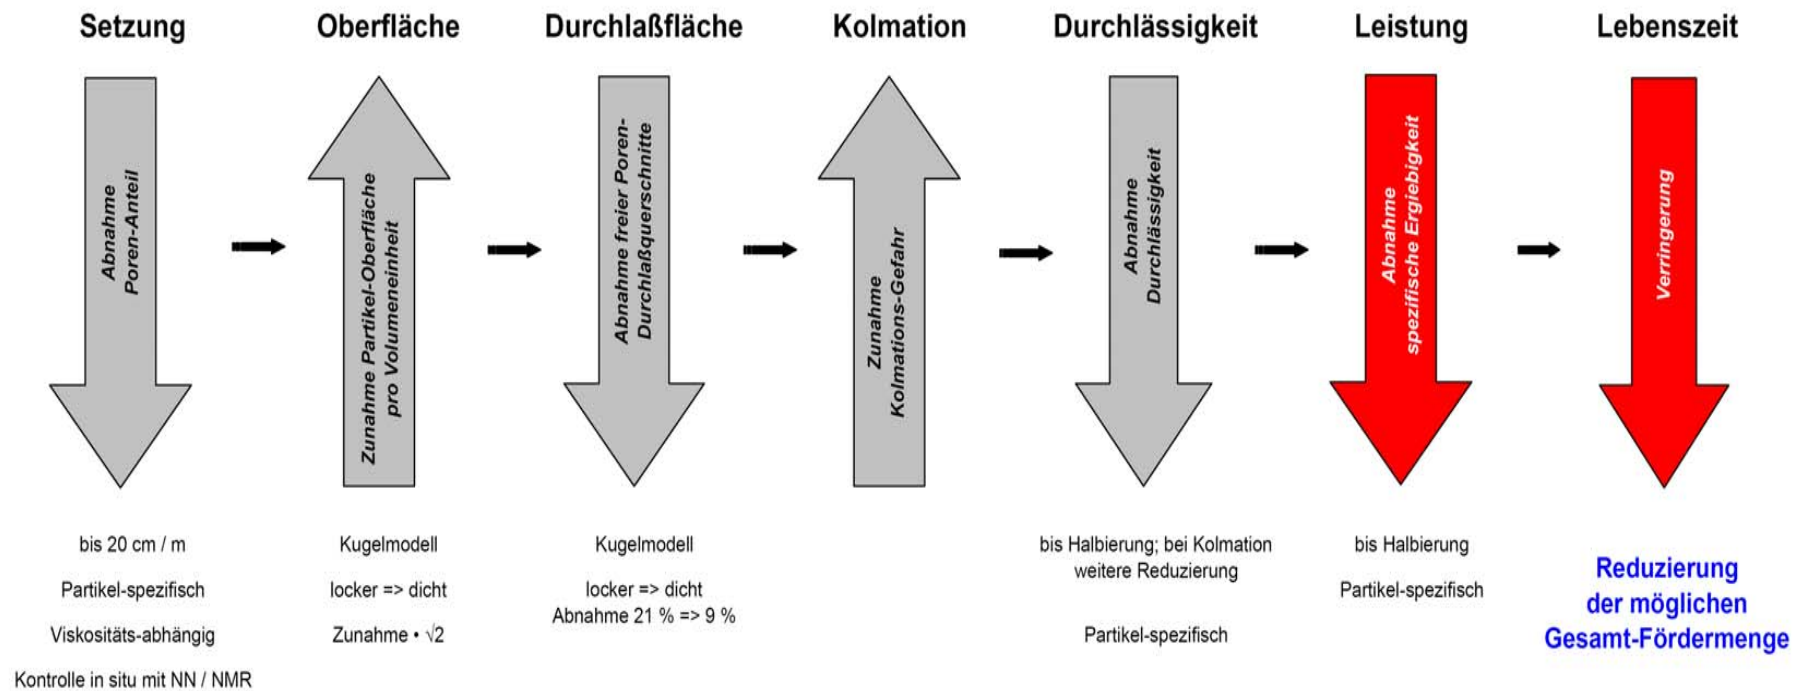 Setzung
Oberfläche
Durchlaßfläche
Kolmation
Durchlässigkeit
Leistung
Lebenszeit
Abnahme
Poren-Anteil
Zunahme Partikel-Oberfläche
pro Volumeneinheit
Abnahme freier Poren-
Durchlaßquerschnitte
Zunahme
Kolmations-Gefahr
Abnahme
Durchlässigkeit
Abnahme
spezifische Ergiebigkeit
Verringerung
bis 20 cm / m
Partikel-spezifisch
Viskositäts-abhängig
Kontrolle in situ mit NN / NMR
Kugelmodell
locker => dicht
Zunahme • √2
Kugelmodell
locker => dicht
Abnahme 21 % => 9 %
bis Halbierung; bei Kolmation
weitere Reduzierung
Partikel-spezifisch
bis Halbierung
Partikel-spezifisch
Reduzierung
der möglichen
Gesamt-Fördermenge